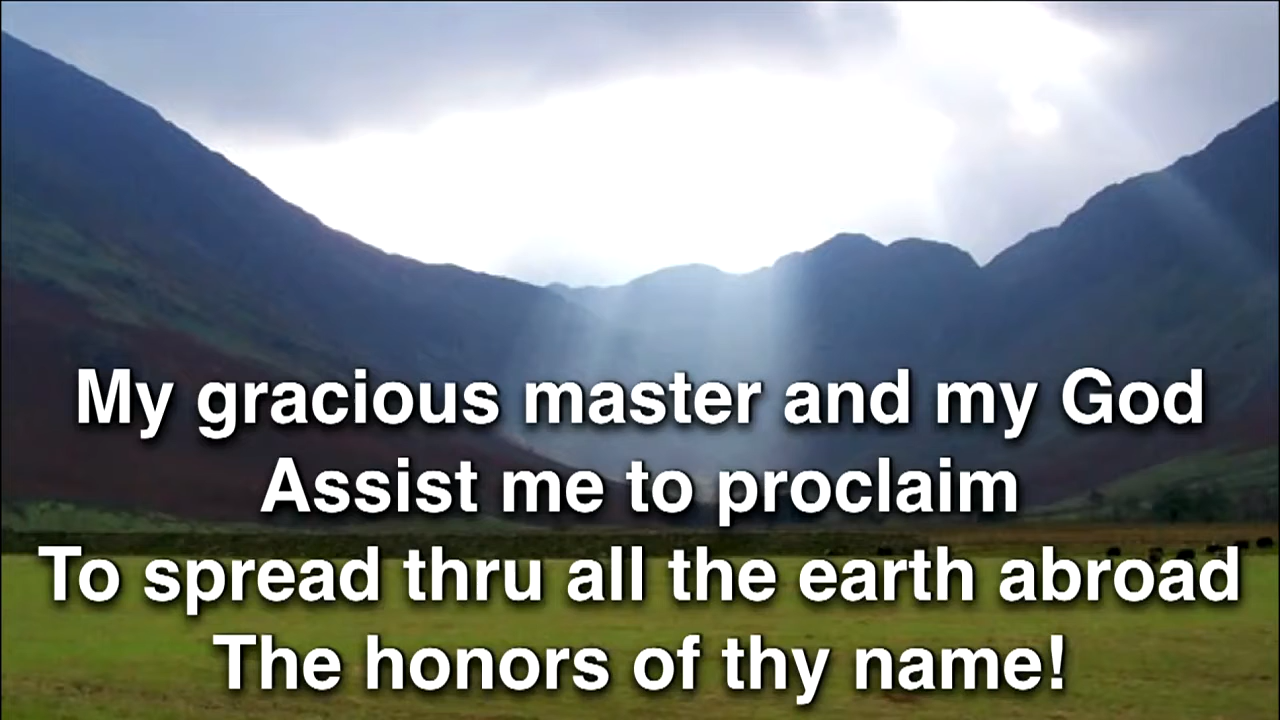 My gracious master and my God
Assist me to proclaim
To spread thru all the earth abroad
The honors of thy name!